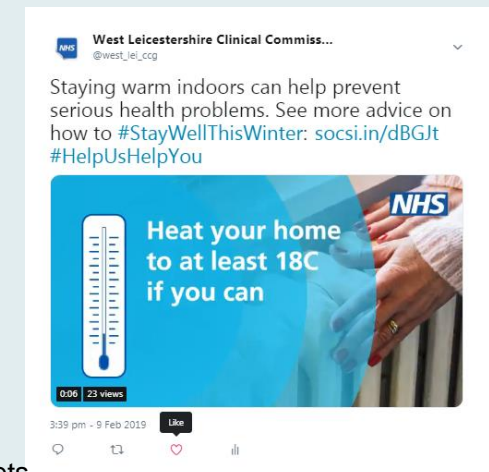 West Leicestershire Clinical Commiss...
@west_lei_ccg
Staying warm indoors can help prevent
serious health problems. See more advice on
how to #StayWellThisWinter: socsi.in/dBGJt
#HelpUsHelpYou
NHS
NHS
Heat your home
to at least 18C
if you can
0:06 23 views
3:39 pm - 9 Feb 2019
Like